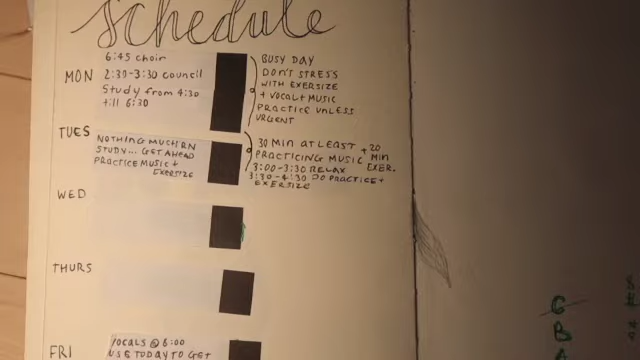 Schedule
MON
6:45 choir
2:30-3:30 council
Study from 4:30
till 6:30
BUSY DAY
DON'T STRESS
WITH EXERSIZE
+ VOCAL+ MUSIC
PRACTICE UNLESS
URGENT
TUES
NOTHING MUCH RN
STUDY... GET AHEAD
PRACTICE MUSIC +
EXERSIZE
30 MIN AT LEAST
PRACTICING MUSIC
+ 20
MIN
EXER.
3:00-3:30 RELAX
3:30-4:30 DO PRACTICE+
EXERSIZE
WED
THURS
FRI
VOCALS @ 6:00
USE TODAY TO GET